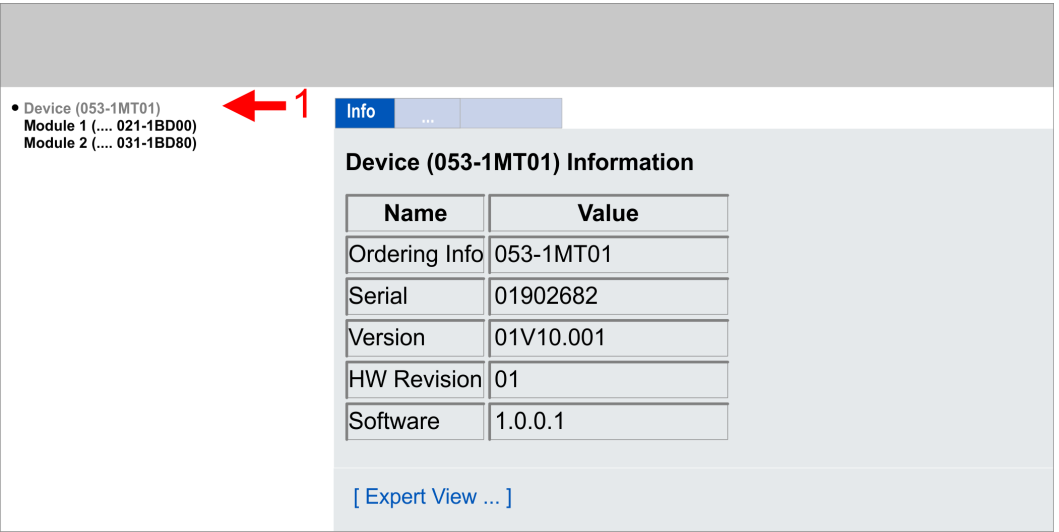 ● Device (053-1MT01)
Module 1 (.... 021-1BD00)
Module 2 (.... 031-1BD80)
1
Info
...
Device (053-1MT01) Information
Name Value
Ordering Info 053-1MT01
Serial 01902682
Version 01V10.001
HW Revision 01
Software 1.0.0.1
[ Expert View ... ]